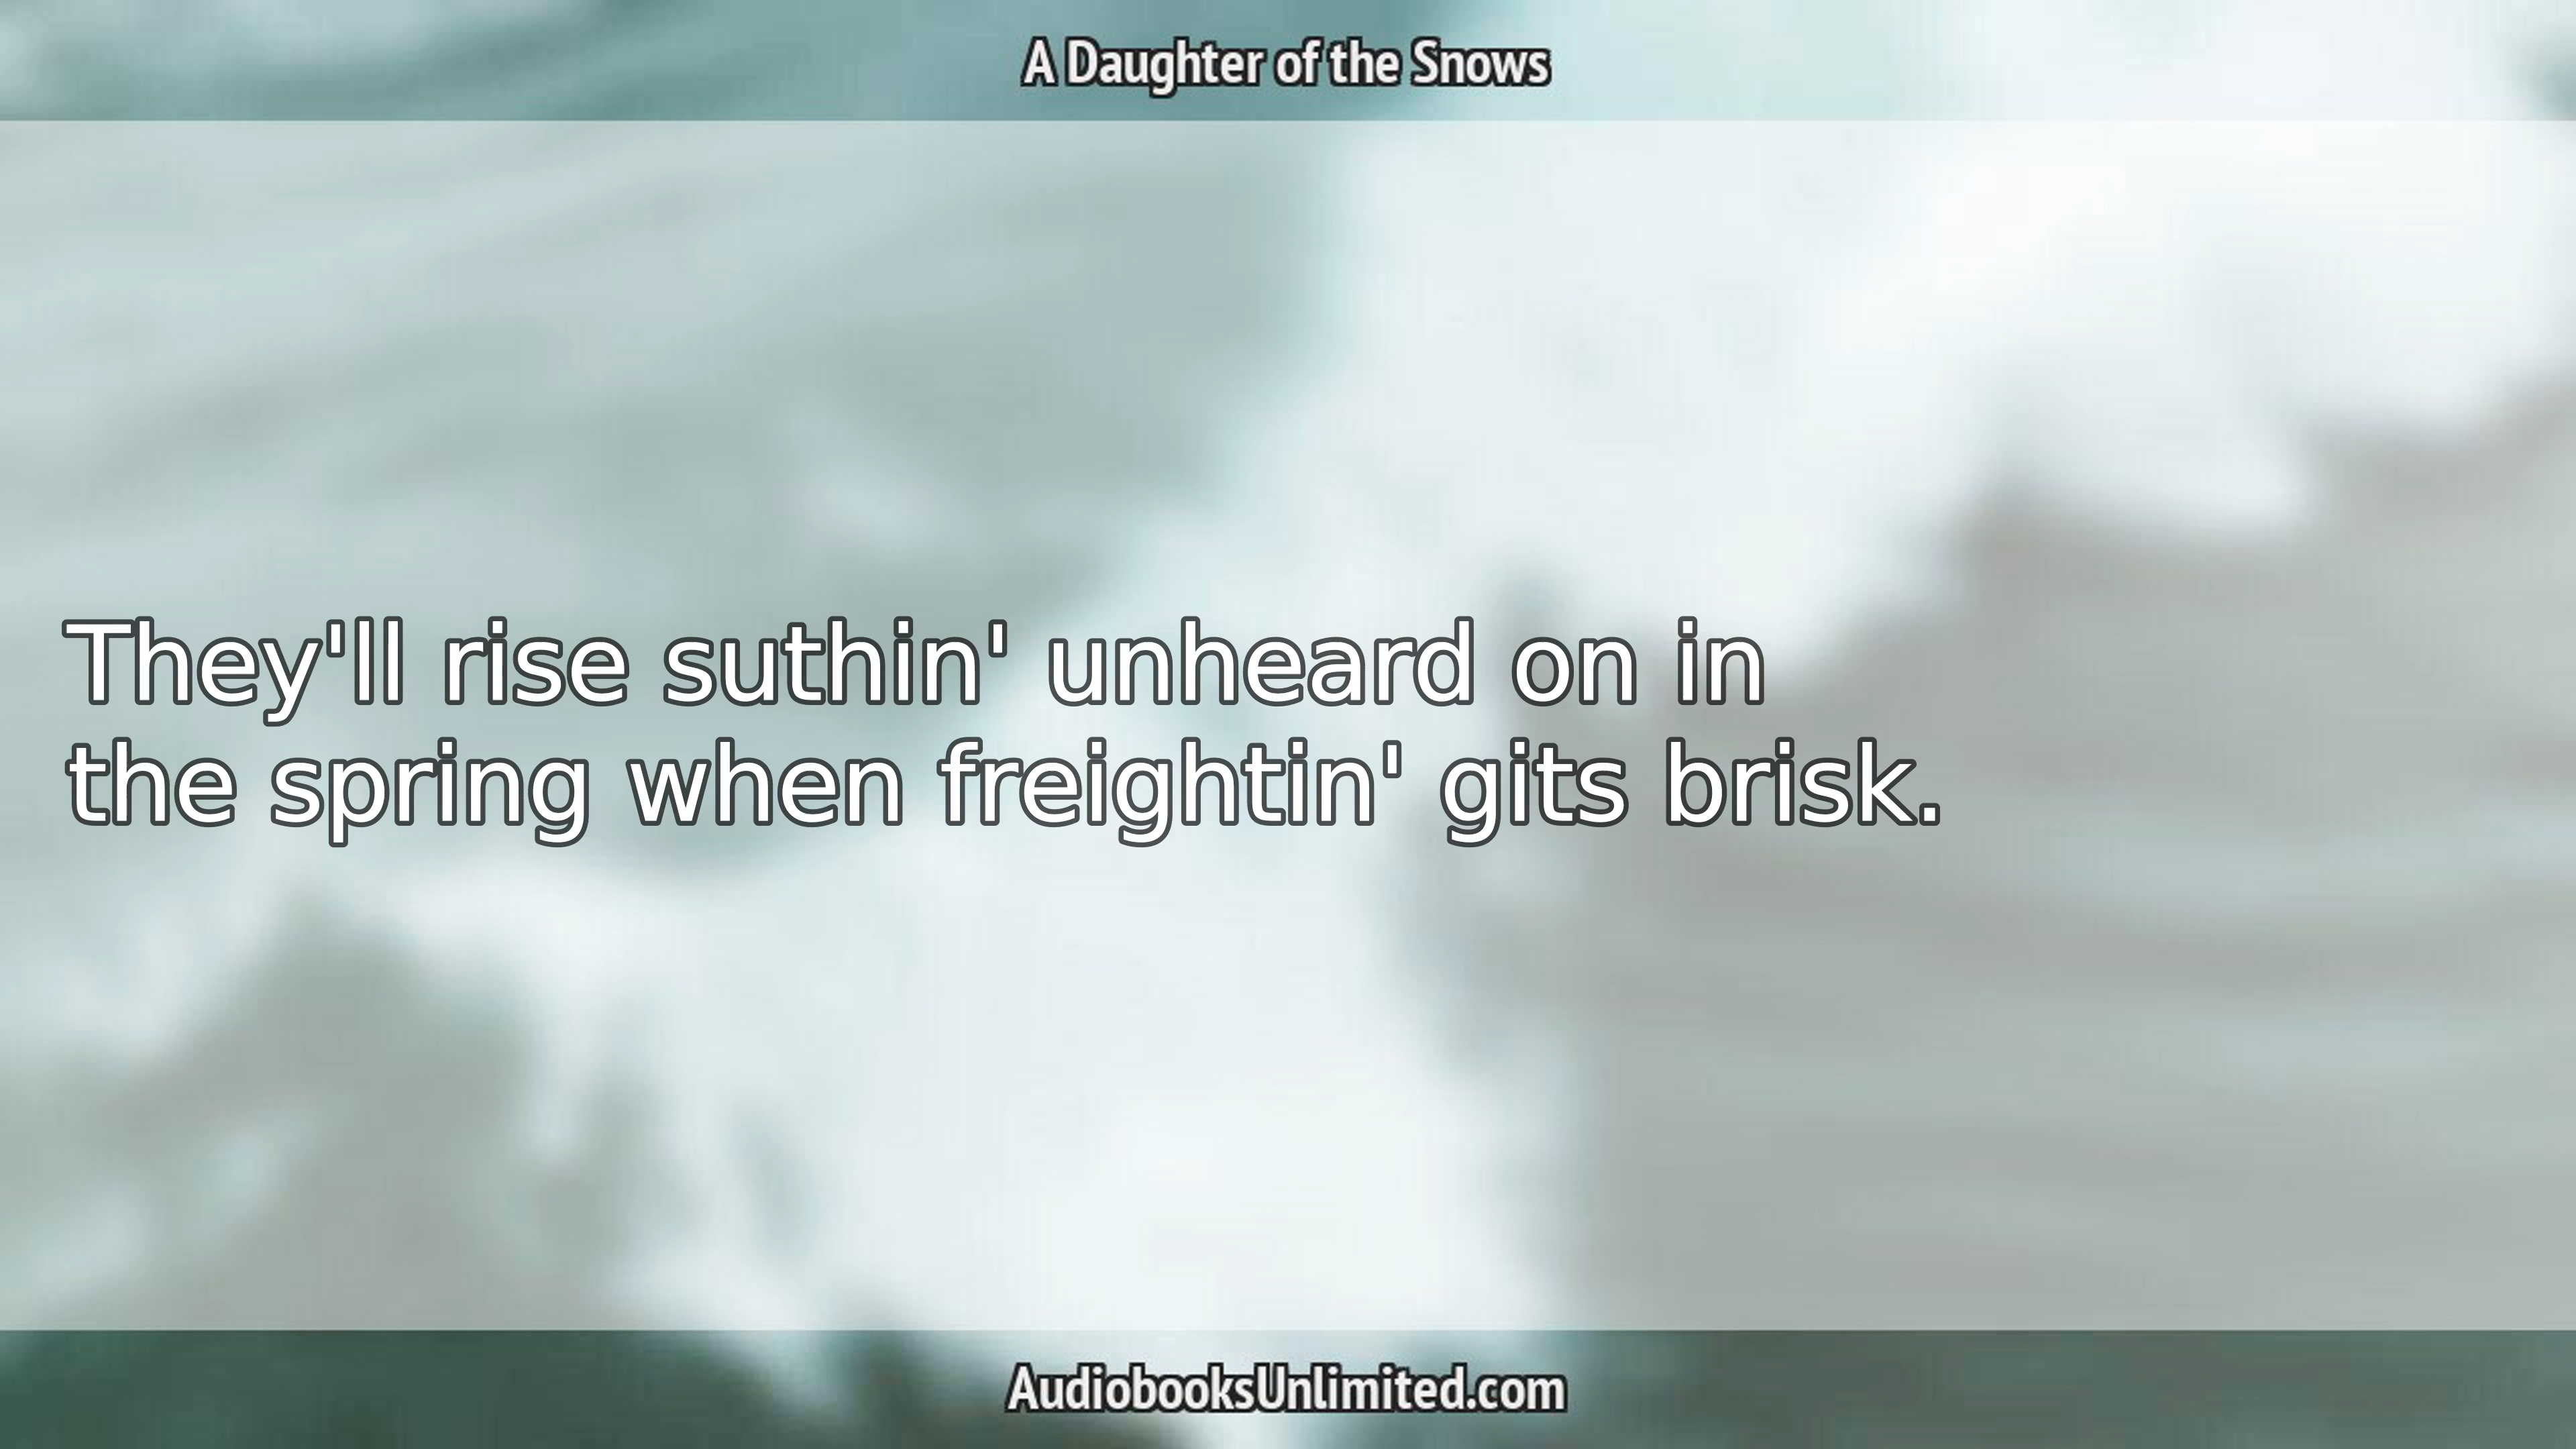 A Daughter of the Snows
They'll rise suthin' unheard on in
the spring when freightin' gits brisk.
AudiobooksUnlimited.com